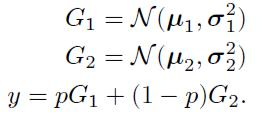 G₁ = 𝒩(μ₁, σ₁²)
G₂ = 𝒩(μ₂, σ₂²)
y = pG₁ + (1 − p)G₂.